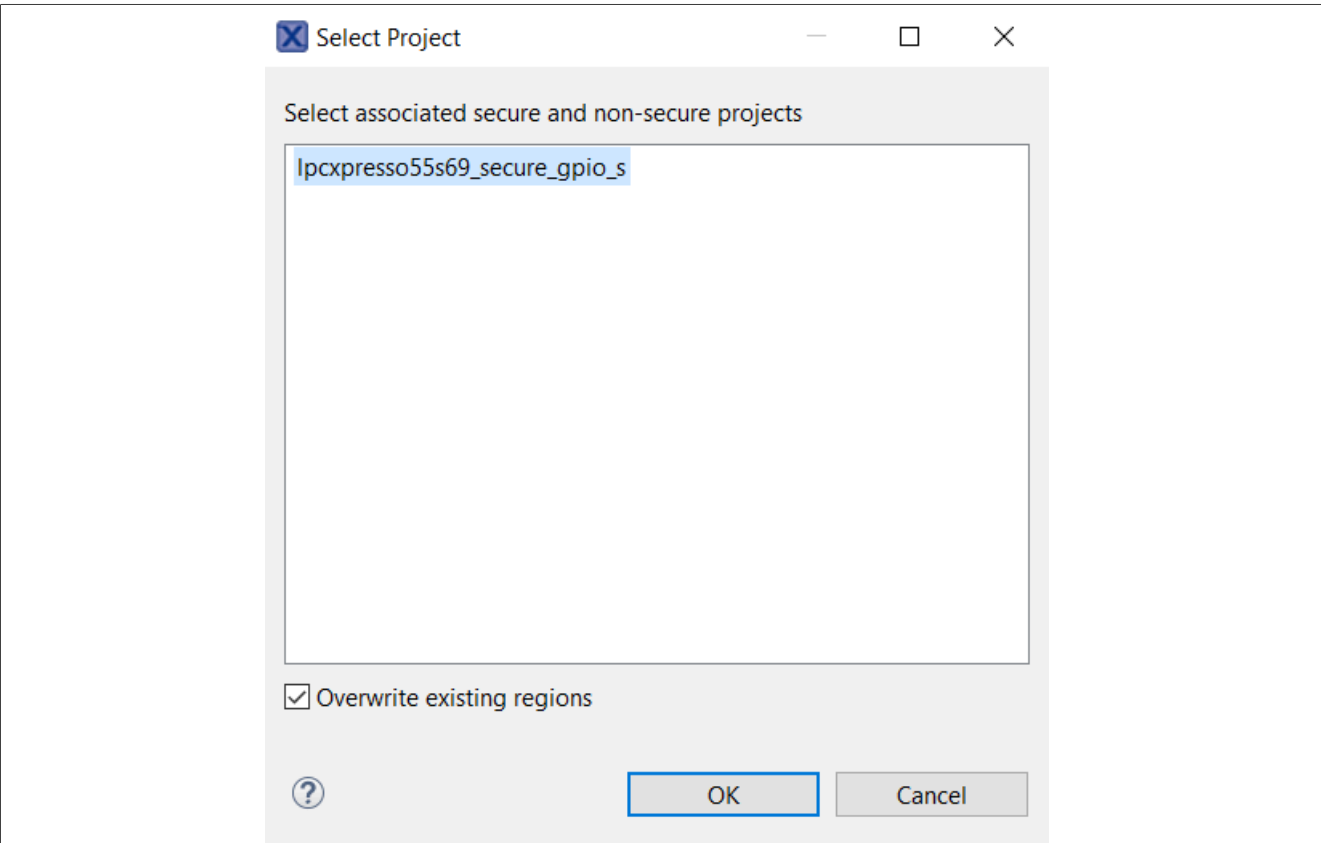 Select Project
Select associated secure and non-secure projects
lpcxpresso55s69_secure_gpio_s
Overwrite existing regions
OK
Cancel